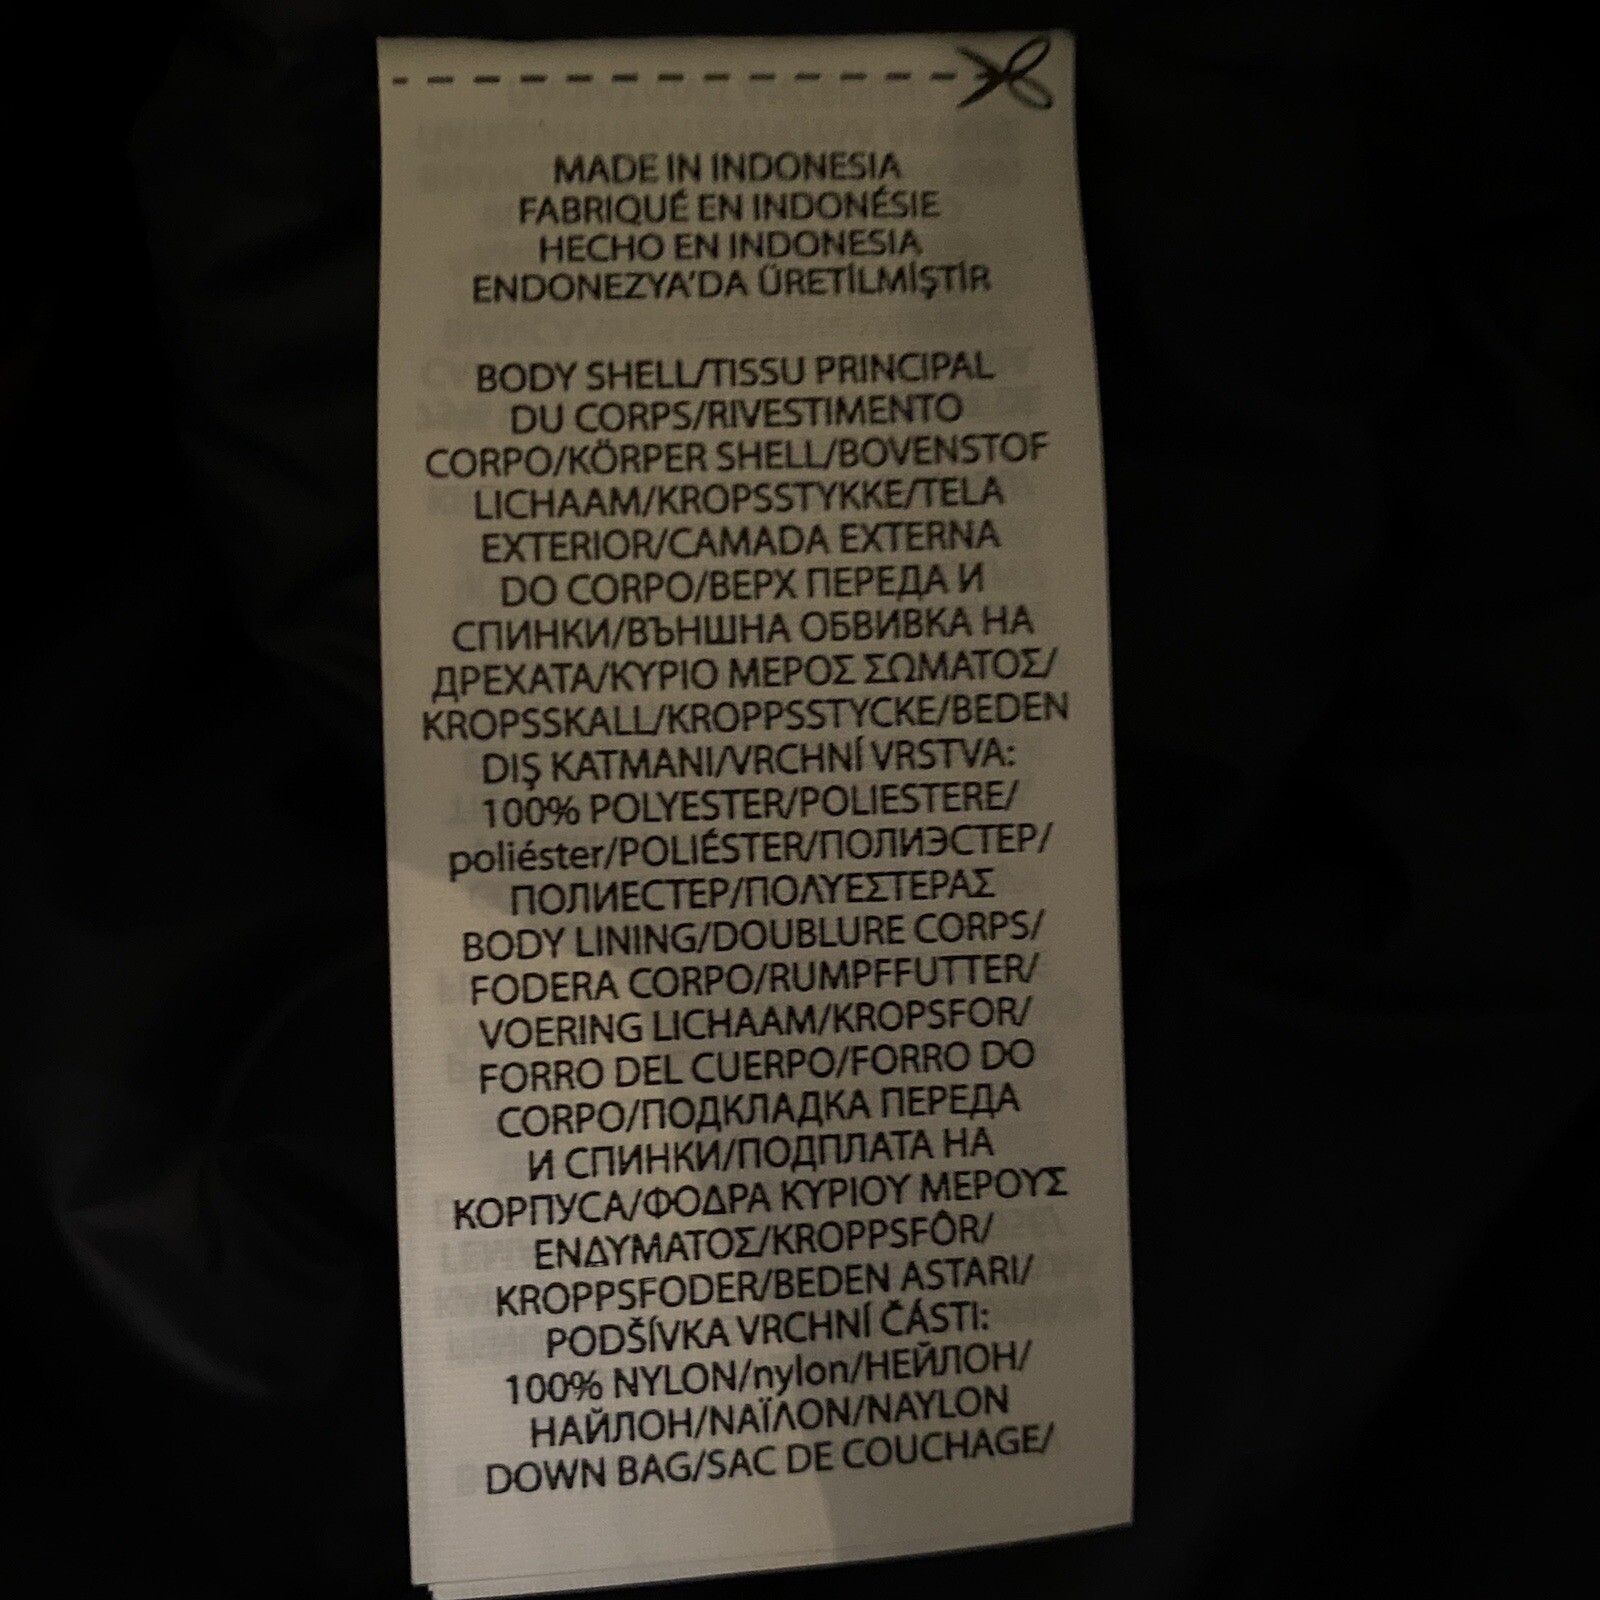 MADE IN INDONESIA
FABRIQUÉ EN INDONÉSIE
HECHO EN INDONESIA
ENDONEZYA'DA ÜRETİLMİŞTİR
BODY SHELL/TISSU PRINCIPAL
DU CORPS/RIVESTIMENTO
CORPO/KÖRPER SHELL/BOVENSTOF
LICHAAM/KROPSSTYKKE/TELA
EXTERIOR/CAMADA EXTERNA
DO CORPO/ВЕРХ ПЕРЕДА И
СПИНКИ/ВЪНШНА ОБВИВКА НА
ДРЕХАТА/ΚΥΡΙΟ ΜΕΡΟΣ ΣΩΜΑΤΟΣ/
KROPSSKALL/KROPPSSTYCKE/BEDEN
DIŞ KATMANI/VRCHNÍ VRSTVA:
100% POLYESTER/POLIESTERE/
poliéster/POLIÉSTER/ПОЛИЭСТЕР/
ПОЛИЕСТЕР/ΠΟΛΥΕΣΤΕΡΑΣ
BODY LINING/DOUBLURE CORPS/
FODERA CORPO/RUMPFFUTTER/
VOERING LICHAAM/KROPSFOR/
FORRO DEL CUERPO/FORRO DO
CORPO/ПОДКЛАДКА ПЕРЕДА
И СПИНКИ/ПОДПЛАТА НА
КОРПУСА/ΦΟΔΡΑ ΚΥΡΙΟΥ ΜΕΡΟΥΣ
ΕΝΔΥΜΑΤΟΣ/KROPPSFÔR/
KROPPSFODER/BEDEN ASTARI/
PODŠÍVKA VRCHNÍ ČÁSTI:
100% NYLON/nylon/НЕЙЛОН/
НАЙЛОН/ΝΑΪΛΟΝ/NAYLON
DOWN BAG/SAC DE COUCHAGE/